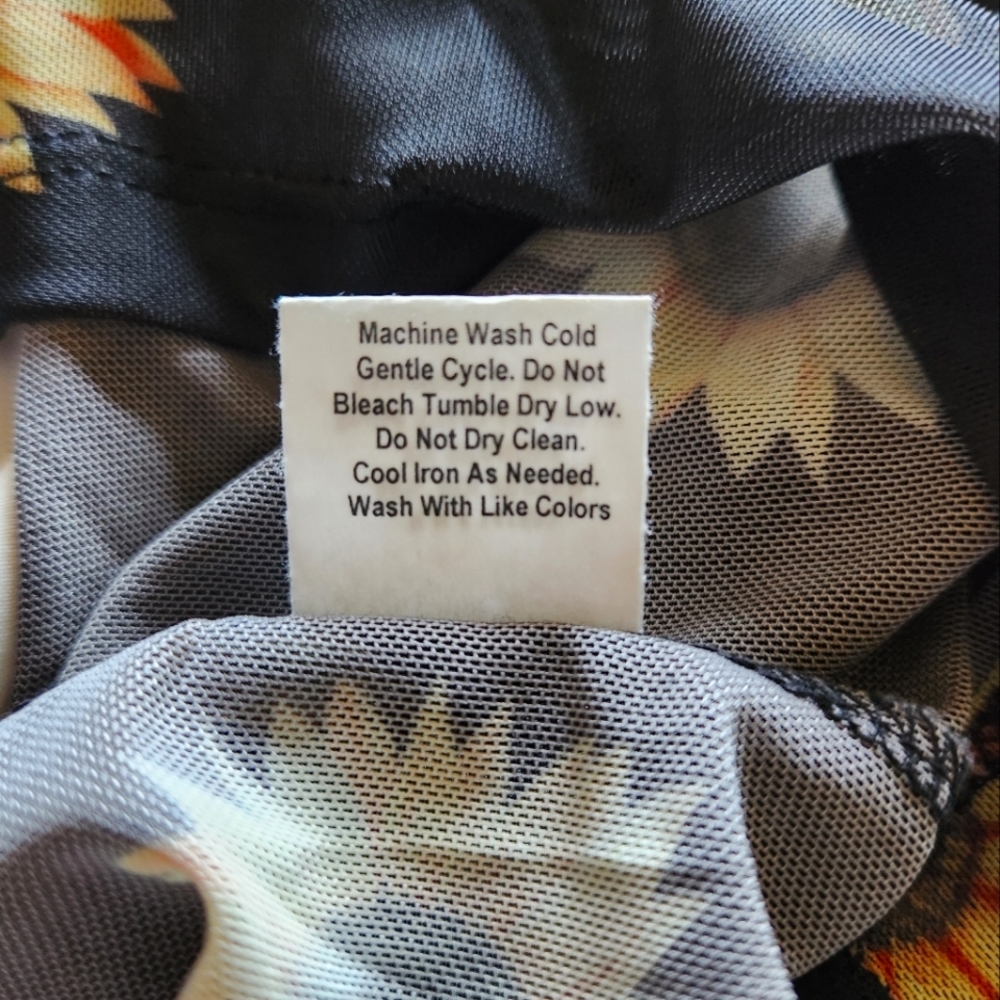 Machine Wash Cold
Gentle Cycle. Do Not
Bleach Tumble Dry Low.
Do Not Dry Clean.
Cool Iron As Needed.
Wash With Like Colors